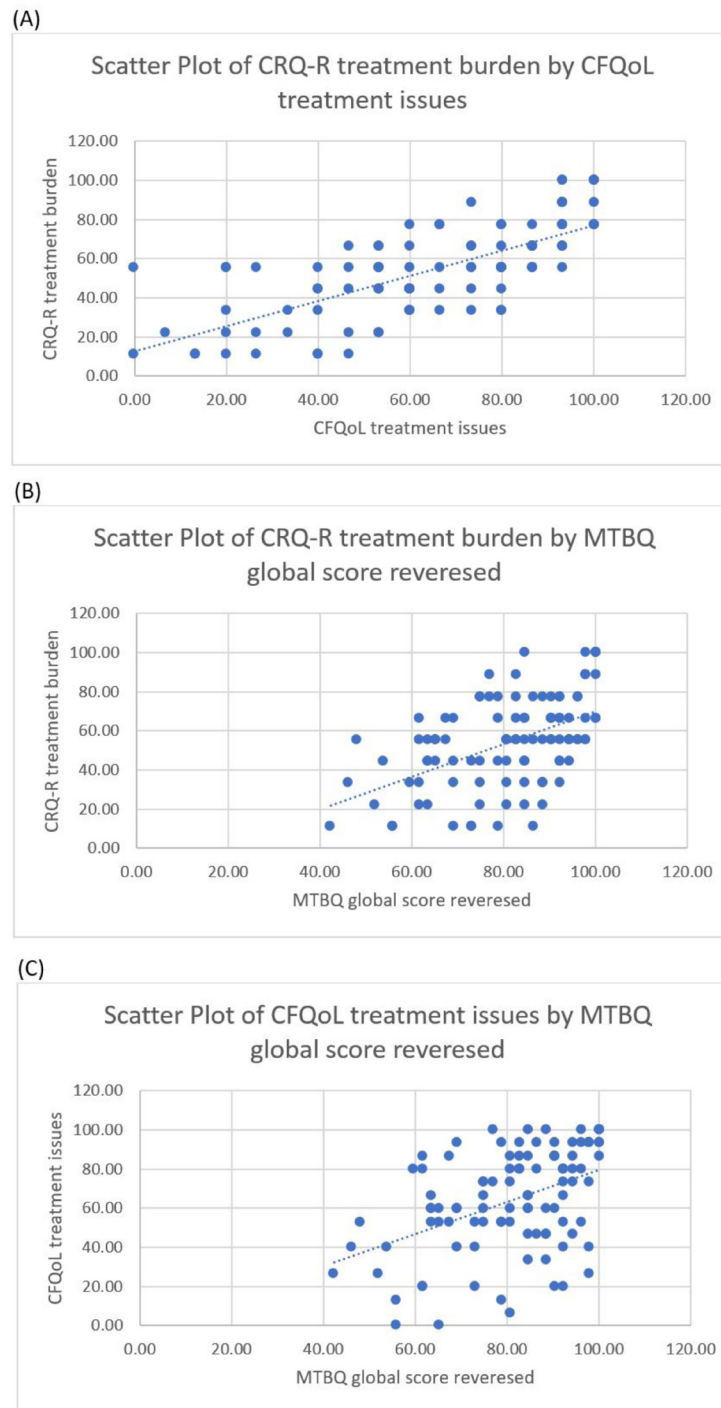 (A)
Scatter Plot of CRQ-R treatment burden by CFQoL
treatment issues
120.00
100.00
80.00
60.00
40.00
20.00
0.00
CRQ-R treatment burden
0.00 20.00 40.00 60.00 80.00 100.00 120.00
CFQoL treatment issues
(B)
Scatter Plot of CRQ-R treatment burden by MTBQ
global score reveresed
120.00
100.00
80.00
60.00
40.00
20.00
0.00
CRQ-R treatment burden
0.00 20.00 40.00 60.00 80.00 100.00 120.00
MTBQ global score reveresed
(C)
Scatter Plot of CFQoL treatment issues by MTBQ
global score reveresed
120.00
100.00
80.00
60.00
40.00
20.00
0.00
CFQoL treatment issues
0.00 20.00 40.00 60.00 80.00 100.00 120.00
MTBQ global score reveresed